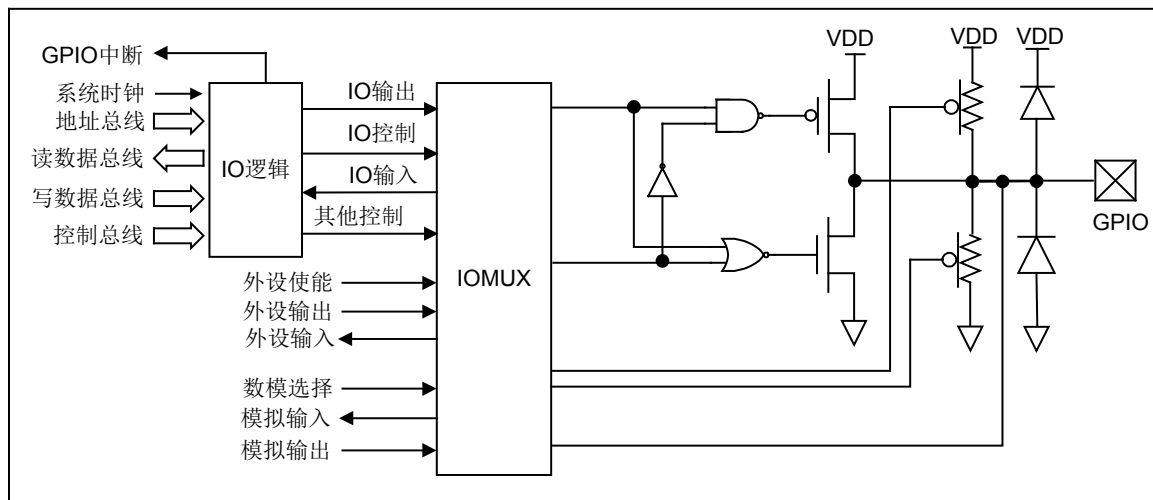 GPIO中断
系统时钟
地址总线
读数据总线
写数据总线
控制总线
IO逻辑
IO输出
IO控制
IO输入
其他控制
外设使能
外设输出
外设输入
数模选择
模拟输入
模拟输出
IOMUX
VDD
VDD
VDD
GPIO